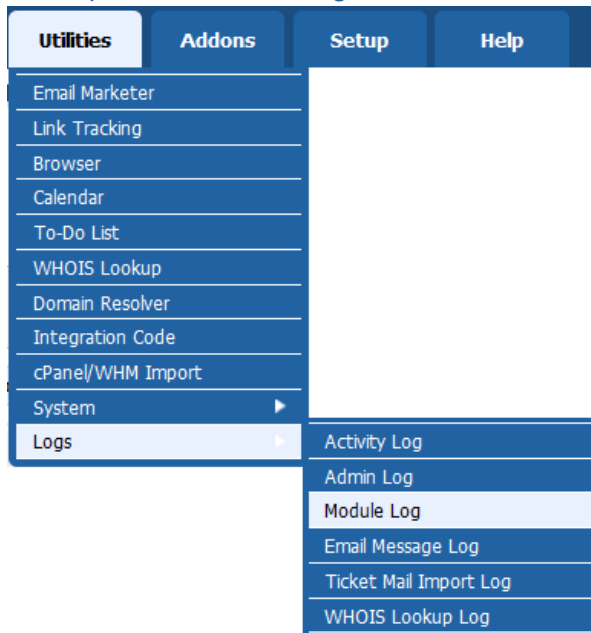 Utilities
Addons
Setup
Help
Email Marketer
Link Tracking
Browser
Calendar
To-Do List
WHOIS Lookup
Domain Resolver
Integration Code
cPanel/WHM Import
System
Logs
Activity Log
Admin Log
Module Log
Email Message Log
Ticket Mail Import Log
WHOIS Lookup Log